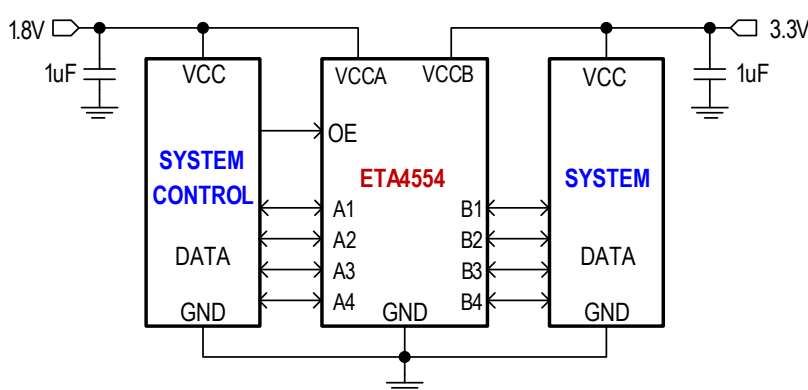 1.8V
3.3V
1uF
VCC
VCCA
VCCB
VCC
1uF
OE
SYSTEM
CONTROL
ETA4554
SYSTEM
A1
B1
A2
B2
DATA
DATA
A3
B3
A4
B4
GND
GND
GND